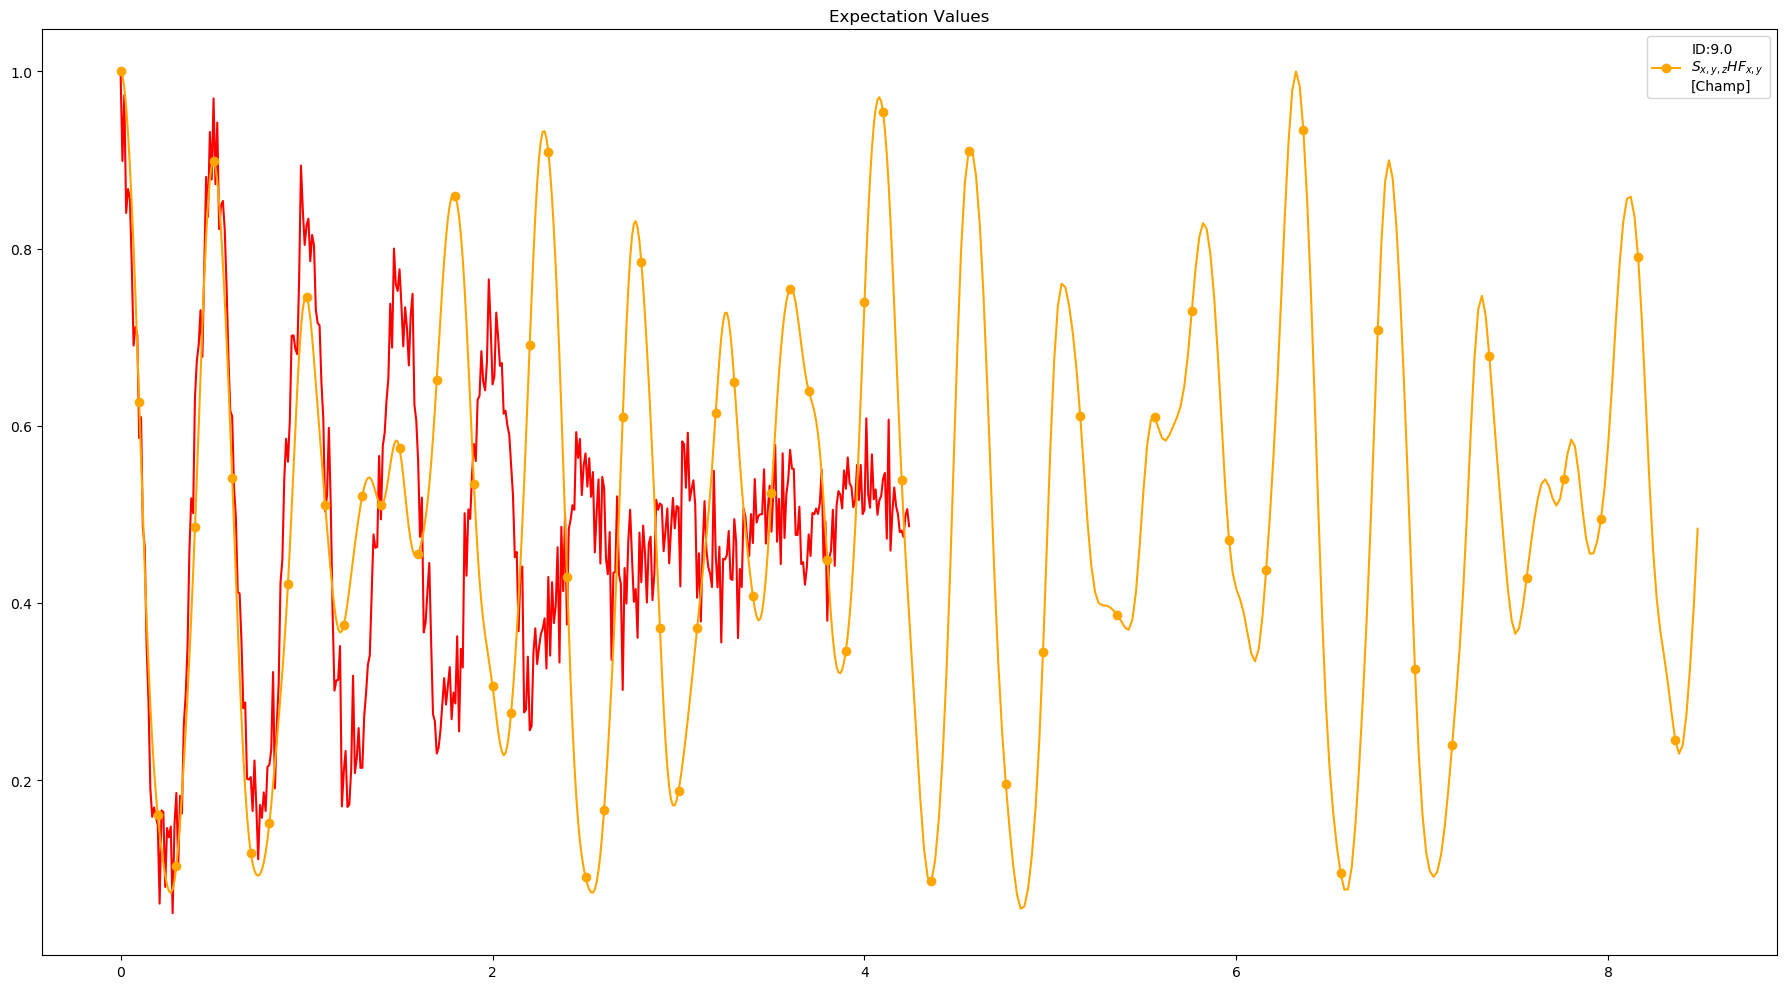 Expectation Values
ID:9.0
S_{x,y,z}HF_{x,y}
[Champ]
1.0
0.8
0.6
0.4
0.2
0 2 4 6 8